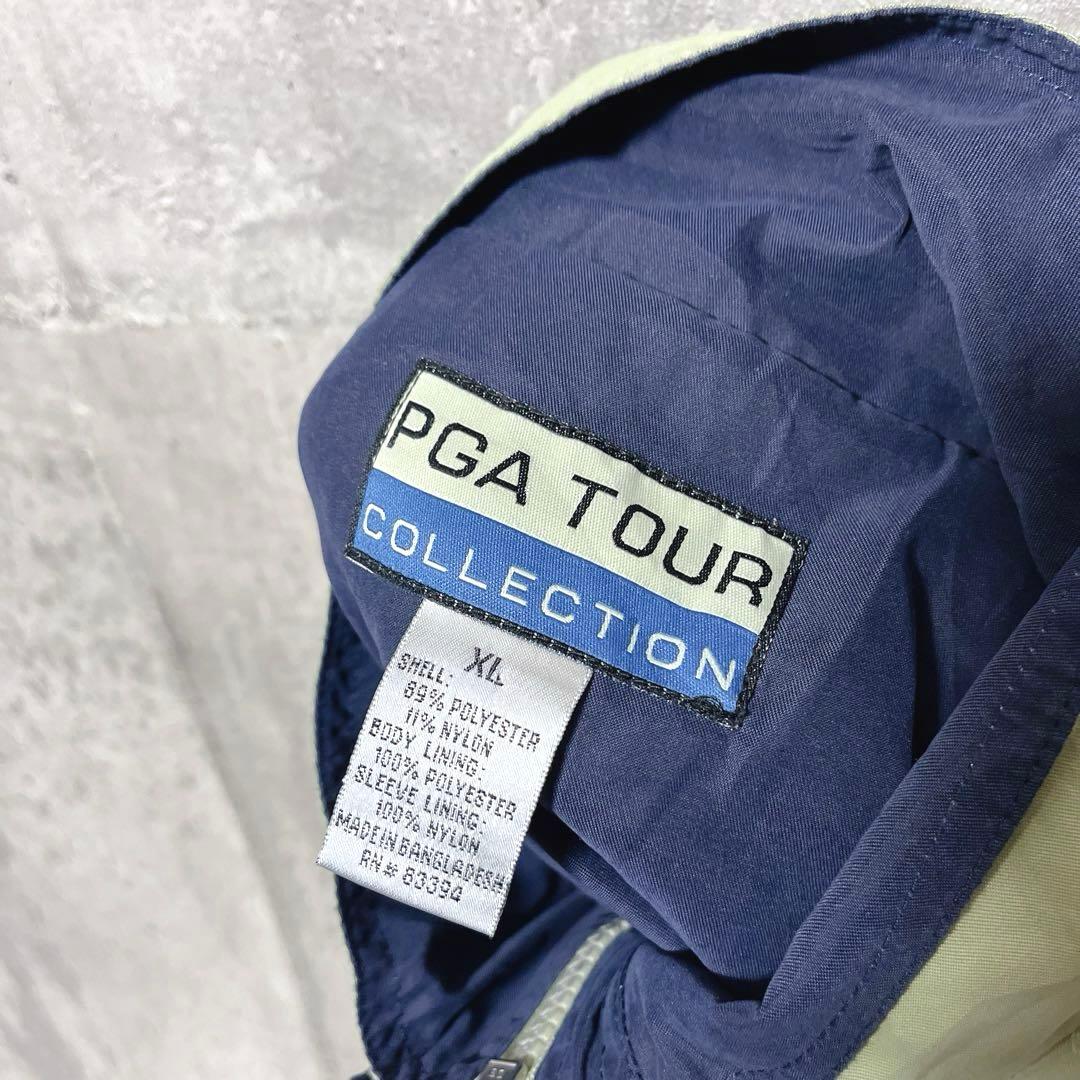 PGA TOUR
COLLECTION
XL
SHELL:
89% POLYESTER
11% NYLON
BODY LINING:
100% POLYESTER
SLEEVE LINING:
100% NYLON
MADE IN BANGLADESH
RN# 83394